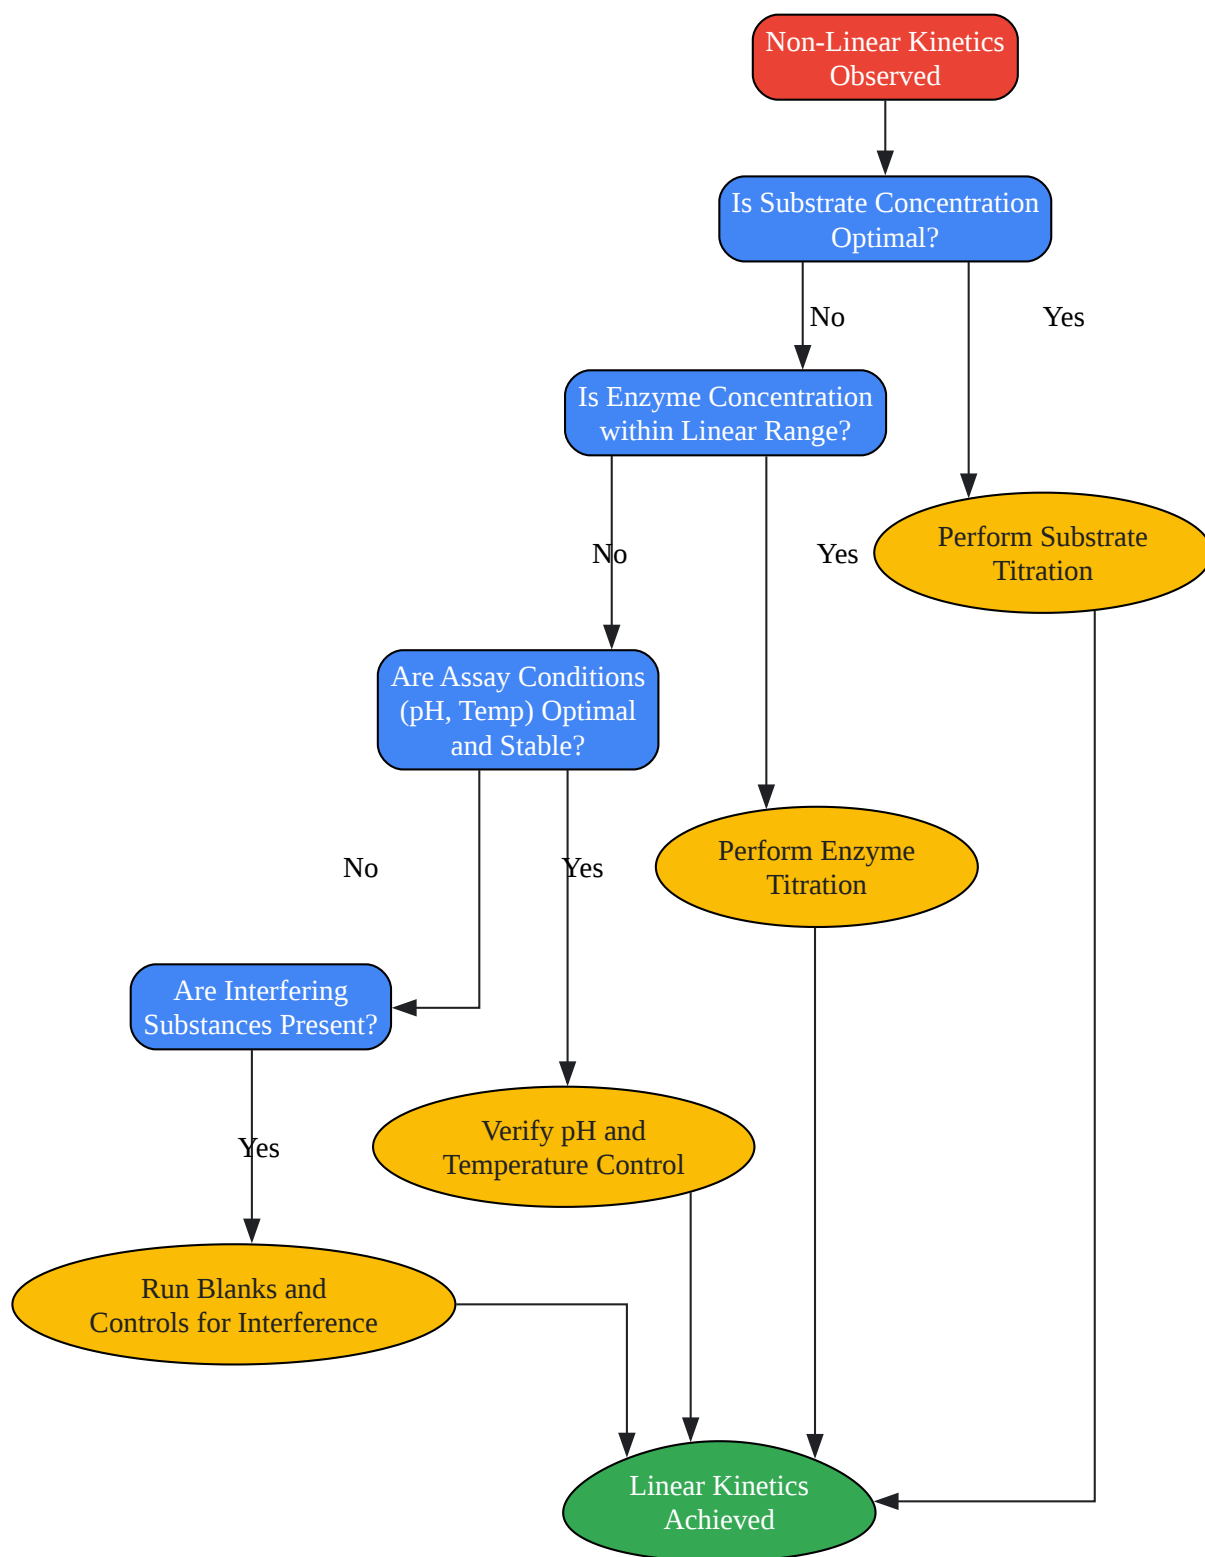 Non-Linear Kinetics
Observed
Is Substrate Concentration
Optimal?
No
Yes
Is Enzyme Concentration
within Linear Range?
No
Yes
Perform Substrate
Titration
Are Assay Conditions
(pH, Temp) Optimal
and Stable?
No
Yes
Perform Enzyme
Titration
Are Interfering
Substances Present?
Yes
Verify pH and
Temperature Control
Run Blanks and
Controls for Interference
Linear Kinetics
Achieved